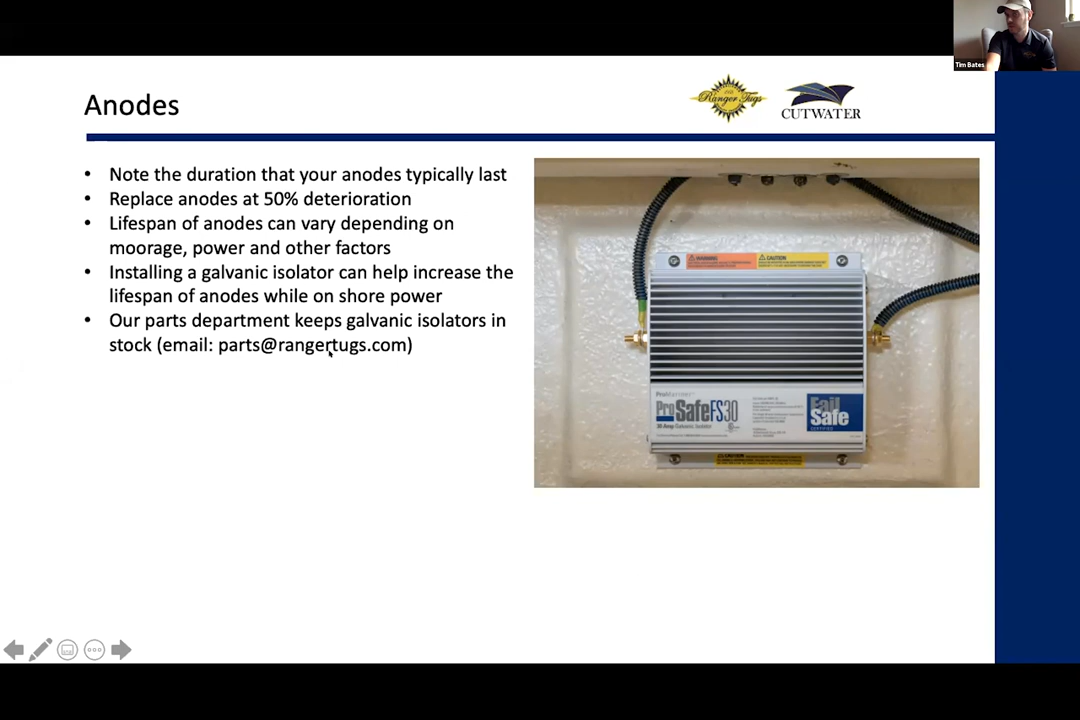 Tim Bates
Anodes
Ranger Tugs
CUTWATER
• Note the duration that your anodes typically last
• Replace anodes at 50% deterioration
• Lifespan of anodes can vary depending on
moorage, power and other factors
• Installing a galvanic isolator can help increase the
lifespan of anodes while on shore power
• Our parts department keeps galvanic isolators in
stock (email: parts@rangertugs.com)
WARNING
CAUTION
ProMariner
ProSafeFS30
30 Amp Galvanic Isolator
Fail
Safe
CERTIFIED
CAUTION